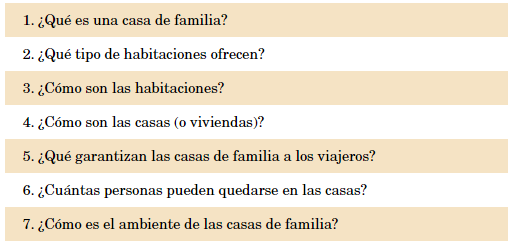 1. ¿Qué es una casa de familia?
2. ¿Qué tipo de habitaciones ofrecen?
3. ¿Cómo son las habitaciones?
4. ¿Cómo son las casas (o viviendas)?
5. ¿Qué garantizan las casas de familia a los viajeros?
6. ¿Cuántas personas pueden quedarse en las casas?
7. ¿Cómo es el ambiente de las casas de familia?